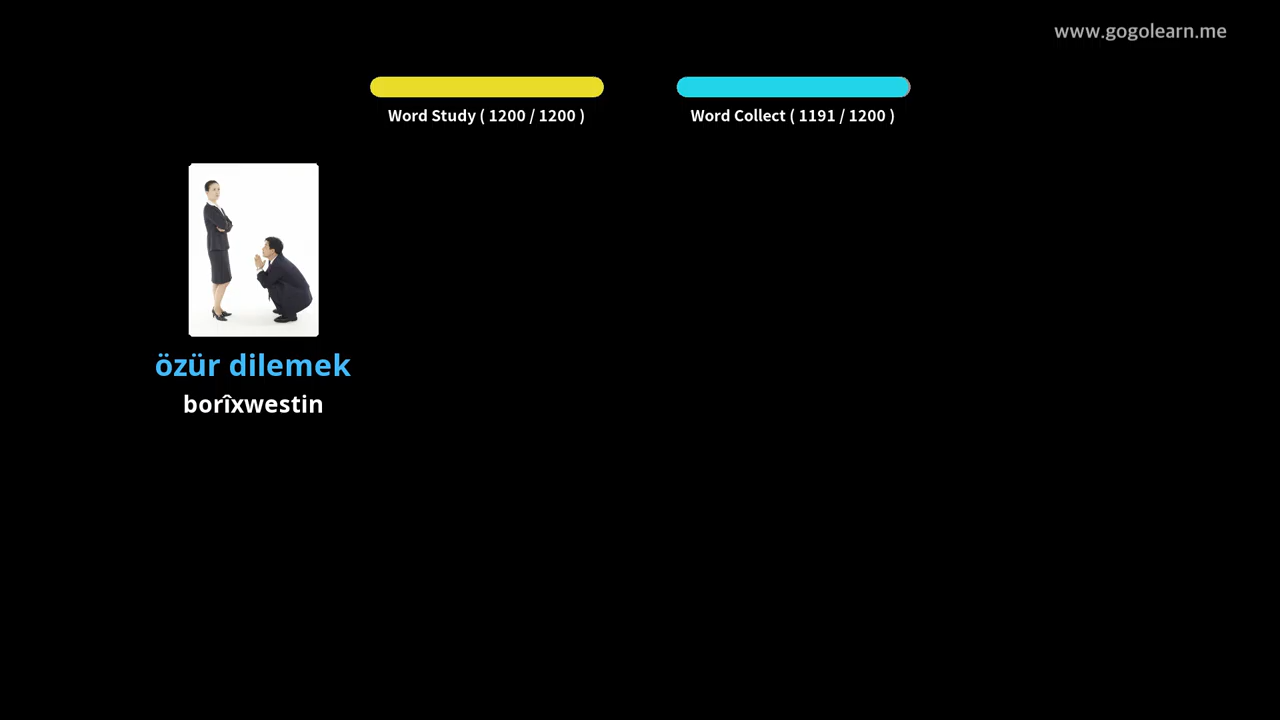 www.gogolearn.me
Word Study ( 1200 / 1200 )
Word Collect ( 1191 / 1200 )
özür dilemek
borîxwestin